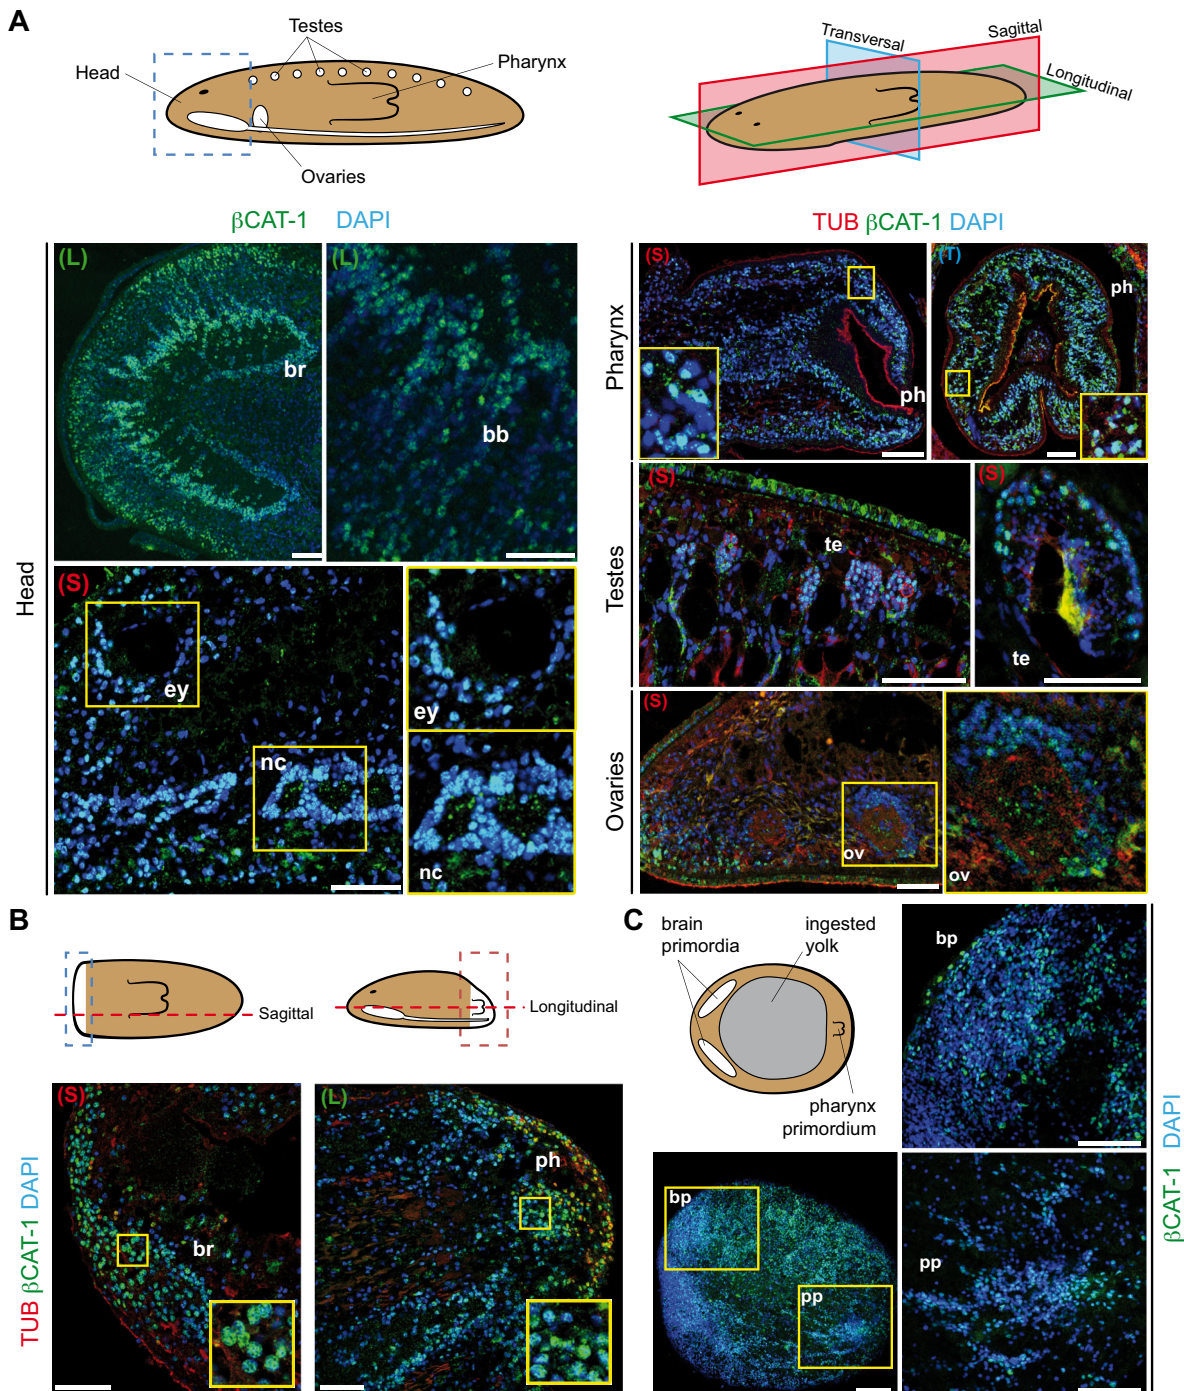 A
Testes
Head
Pharynx
Ovaries
Transversal
Sagittal
Longitudinal
βCAT-1 DAPI
TUB βCAT-1 DAPI
Head
(L)
br
(L)
bb
(S)
ey
nc
ey
nc
Pharynx
(S)
ph
(T)
ph
Testes
(S)
te
(S)
te
Ovaries
(S)
ov
ov
B
Sagittal
Longitudinal
TUB βCAT-1 DAPI
(S)
br
(L)
ph
C
brain
primordia
ingested
yolk
pharynx
primordium
bp
bp
pp
pp
βCAT-1 DAPI